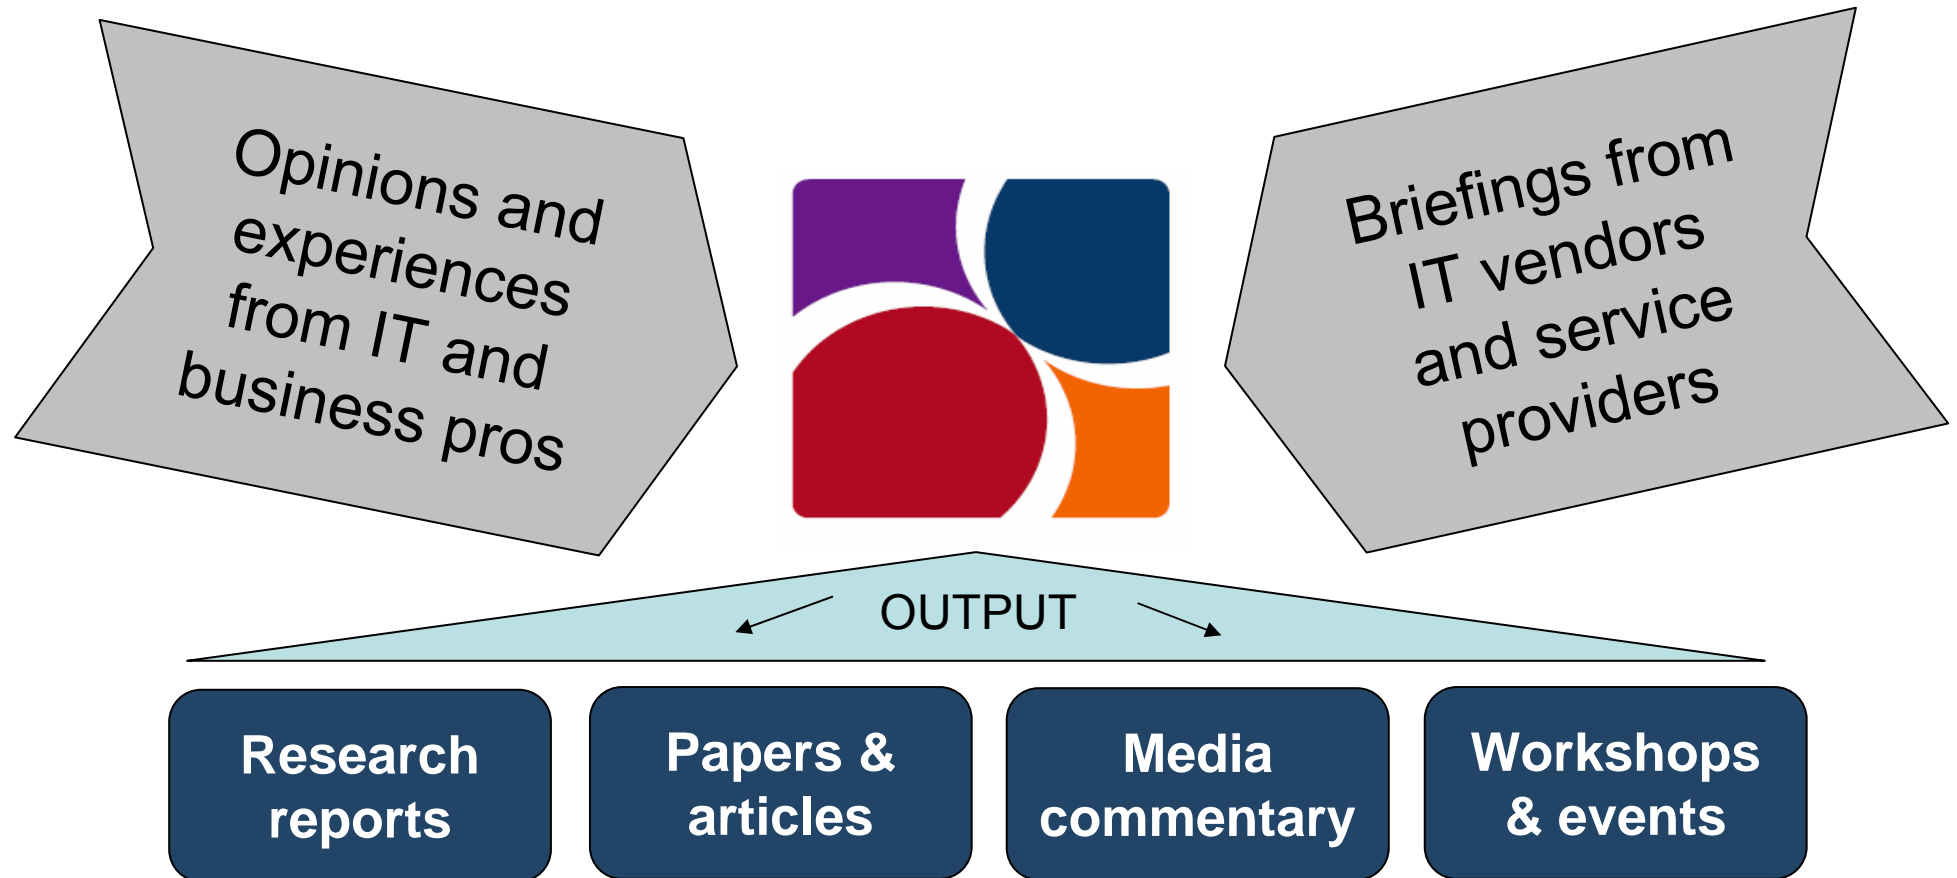 Opinions and
experiences
from IT and
business pros
Briefings from
IT vendors
and service
providers
OUTPUT
Research
reports
Papers &
articles
Media
commentary
Workshops
& events